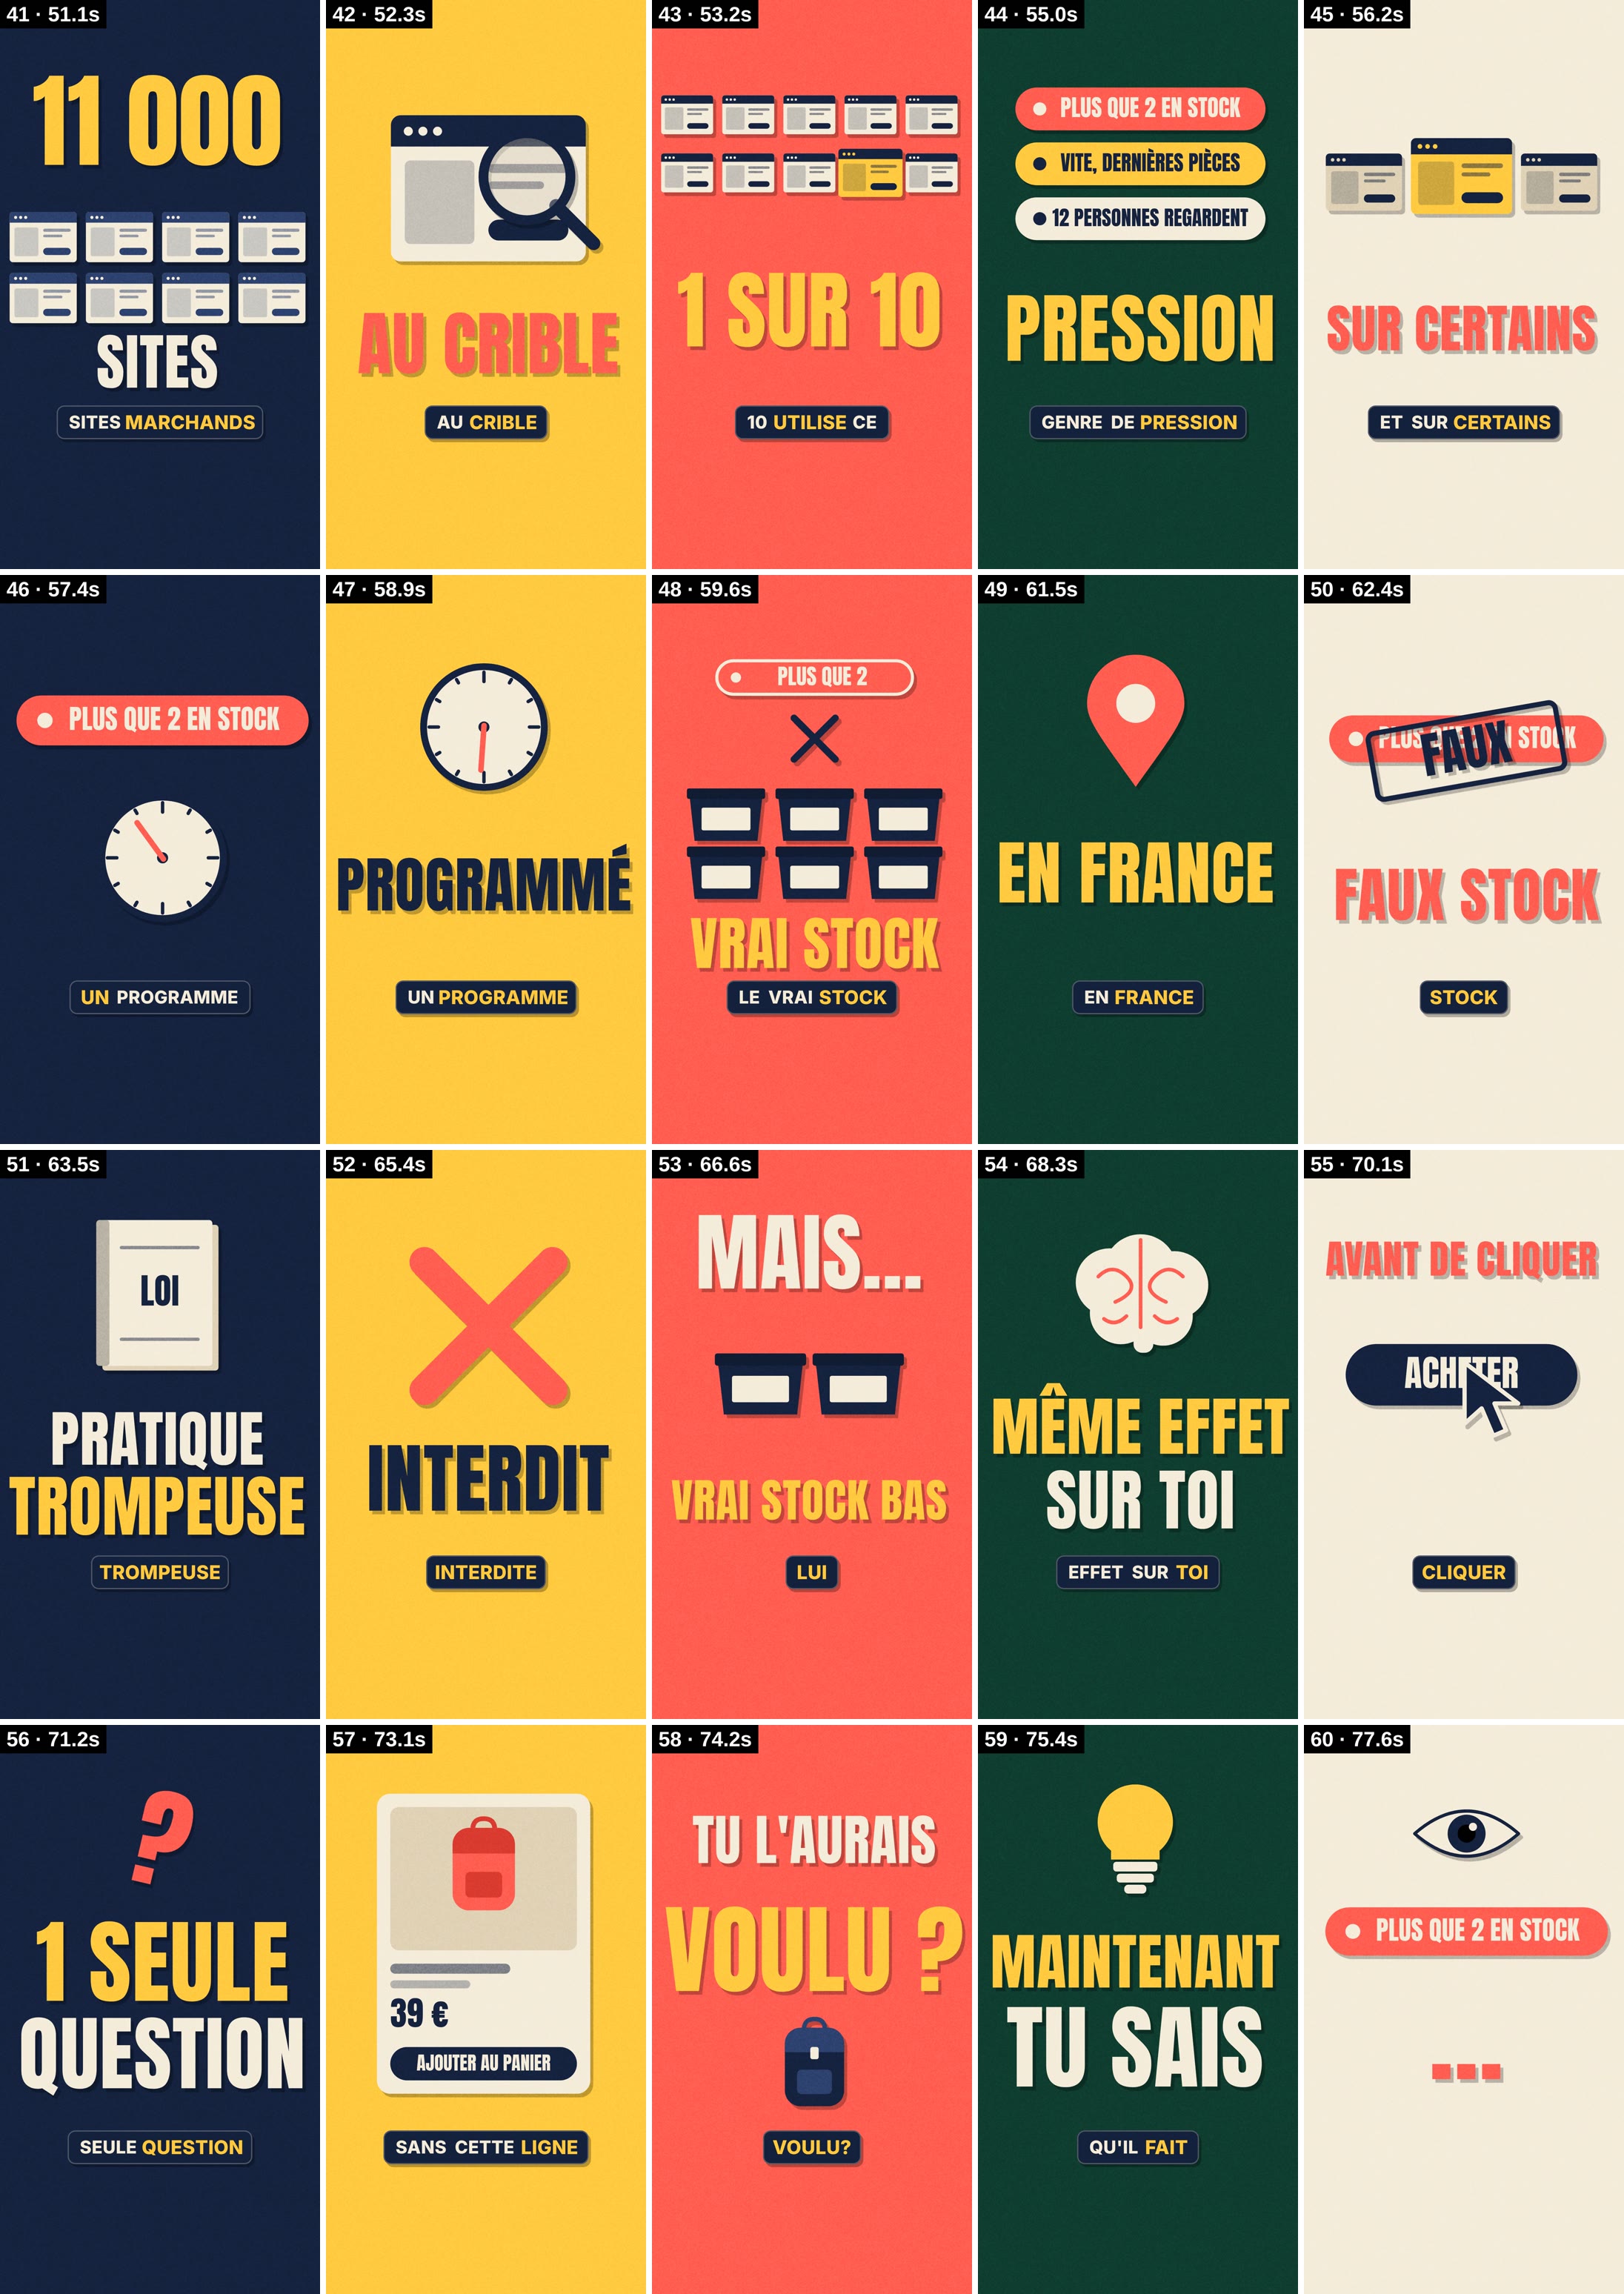 41 · 51.1s
11 000
SITES
SITES MARCHANDS
42 · 52.3s
AU CRIBLE
AU CRIBLE
43 · 53.2s
1 SUR 10
10 UTILISE CE
44 · 55.0s
PLUS QUE 2 EN STOCK
VITE, DERNIÈRES PIÈCES
12 PERSONNES REGARDENT
PRESSION
GENRE DE PRESSION
45 · 56.2s
SUR CERTAINS
ET SUR CERTAINS
46 · 57.4s
PLUS QUE 2 EN STOCK
UN PROGRAMME
47 · 58.9s
PROGRAMMÉ
UN PROGRAMME
48 · 59.6s
PLUS QUE 2
VRAI STOCK
LE VRAI STOCK
49 · 61.5s
EN FRANCE
EN FRANCE
50 · 62.4s
PLUS QUE 2 EN STOCK
FAUX
FAUX STOCK
STOCK
51 · 63.5s
LOI
PRATIQUE
TROMPEUSE
TROMPEUSE
52 · 65.4s
INTERDIT
INTERDITE
53 · 66.6s
MAIS...
VRAI STOCK BAS
LUI
54 · 68.3s
MÊME EFFET
SUR TOI
EFFET SUR TOI
55 · 70.1s
AVANT DE CLIQUER
ACHETER
CLIQUER
56 · 71.2s
?
1 SEULE
QUESTION
SEULE QUESTION
57 · 73.1s
39 €
AJOUTER AU PANIER
SANS CETTE LIGNE
58 · 74.2s
TU L'AURAIS
VOULU ?
VOULU?
59 · 75.4s
MAINTENANT
TU SAIS
QU'IL FAIT
60 · 77.6s
PLUS QUE 2 EN STOCK
...